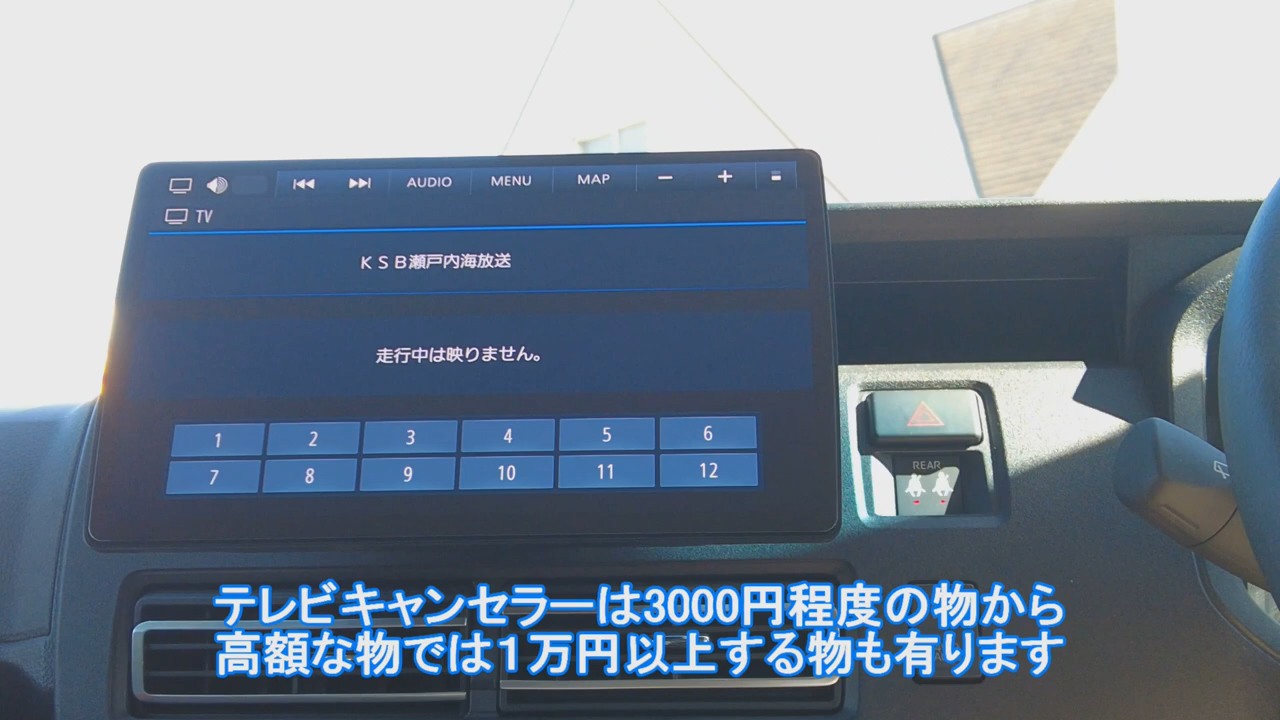 AUDIO MENU MAP − +
TV
ＫＳＢ瀬戸内海放送
走行中は映りません。
1 2 3 4 5 6
7 8 9 10 11 12
REAR
テレビキャンセラーは3000円程度の物から
高額な物では１万円以上する物も有ります